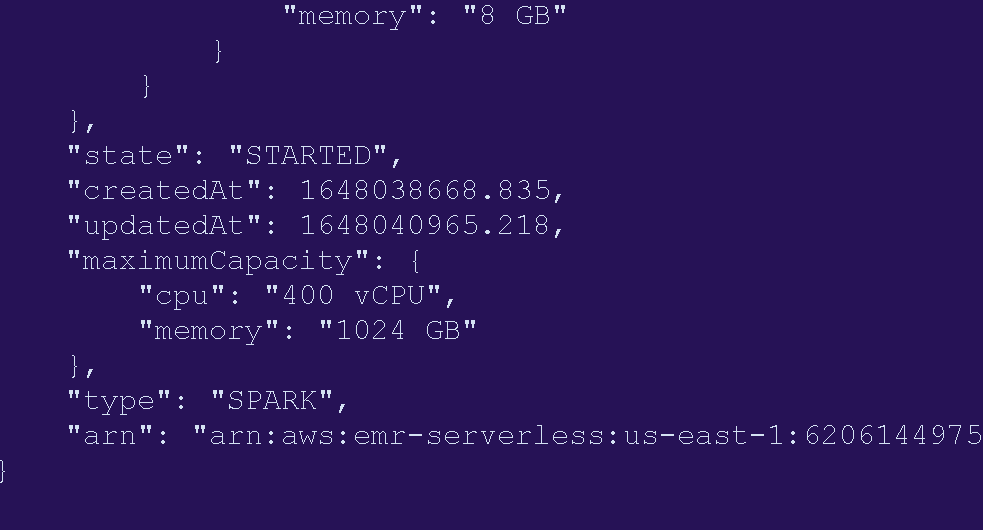 "memory": "8 GB"
}
}
},
"state": "STARTED",
"createdAt": 1648038668.835,
"updatedAt": 1648040965.218,
"maximumCapacity": {
"cpu": "400 vCPU",
"memory": "1024 GB"
},
"type": "SPARK",
"arn": "arn:aws:emr-serverless:us-east-1:6206144975
}